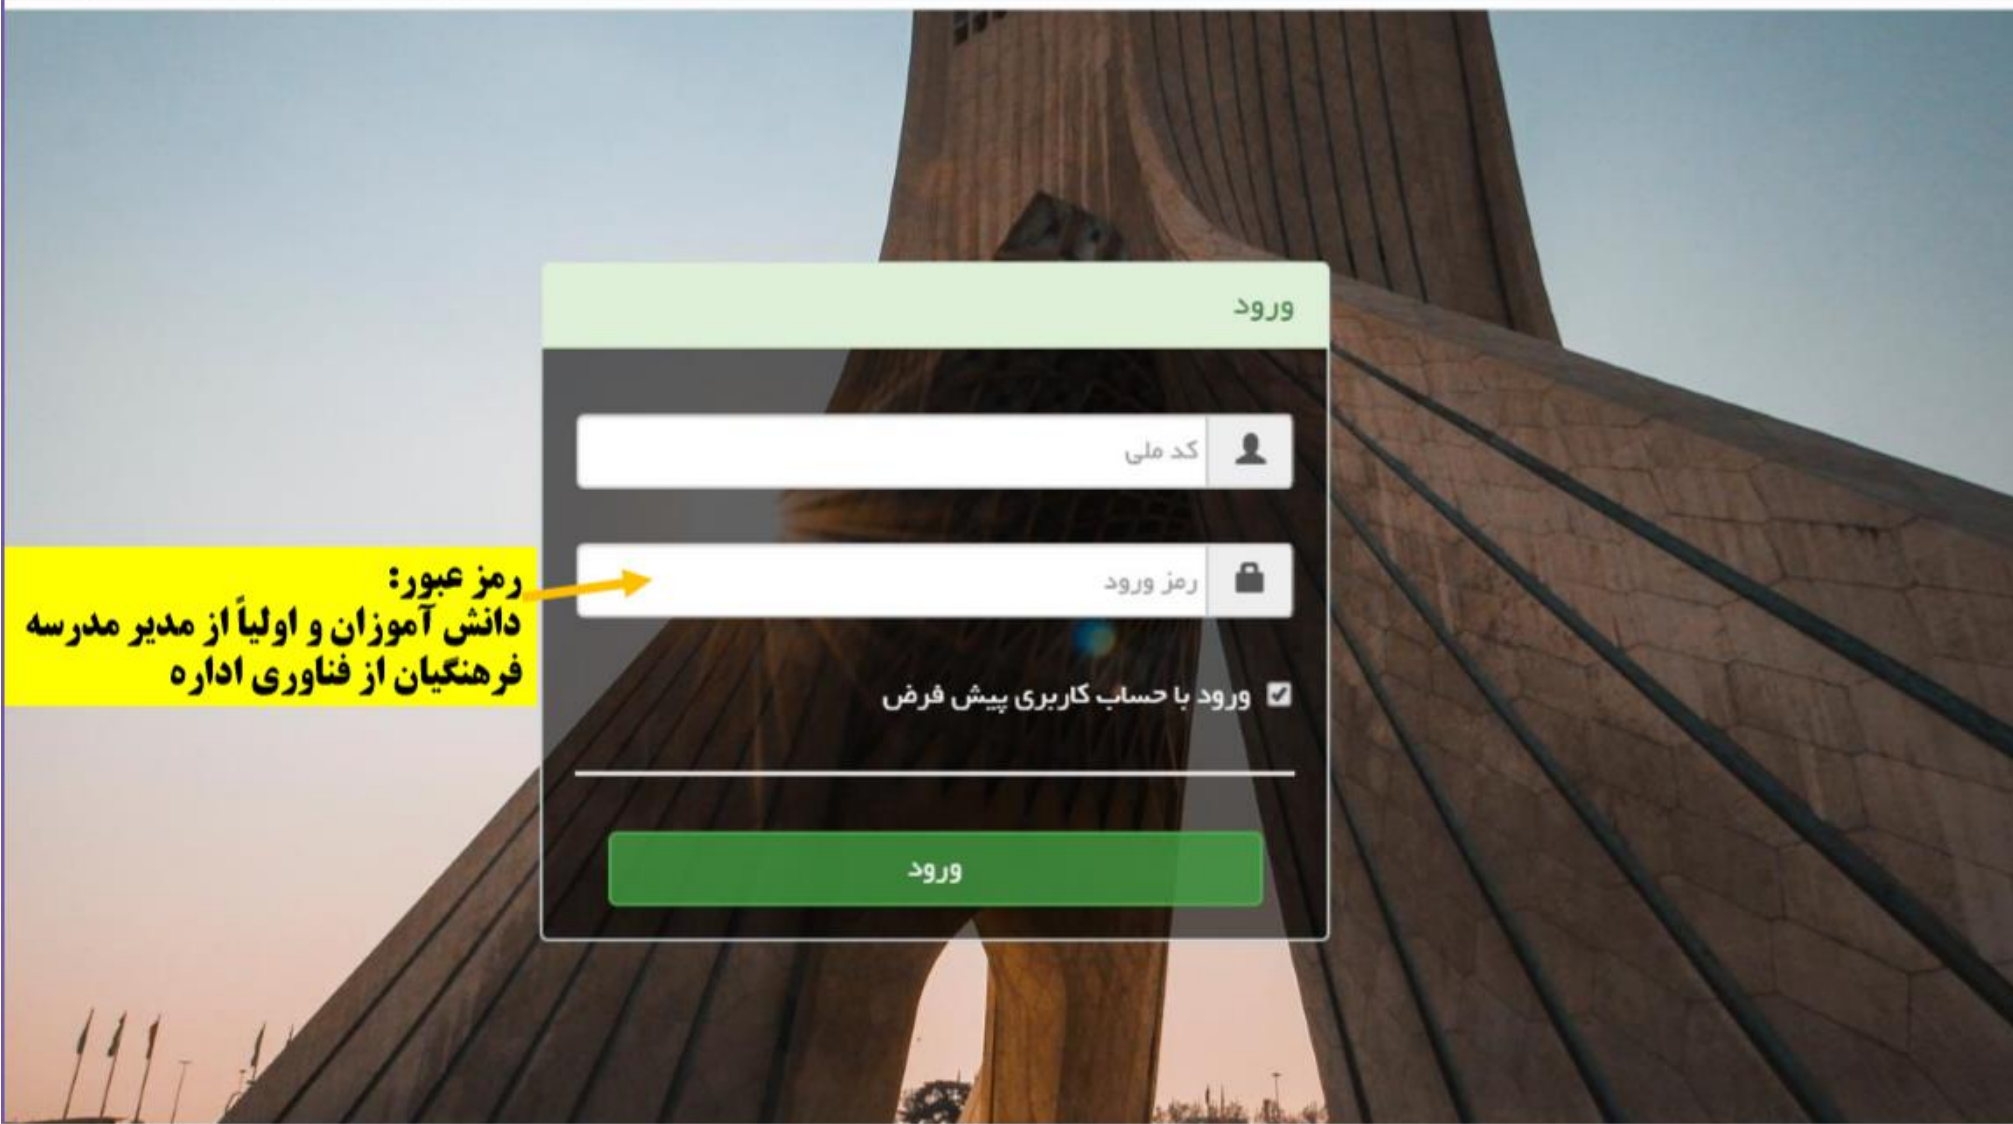 ورود
کد ملی
رمز ورود
رمز عبور:
دانش آموزان و اولیاً از مدیر مدرسه
فرهنگیان از فناوری اداره
ورود با حساب کاربری پیش فرض
ورود